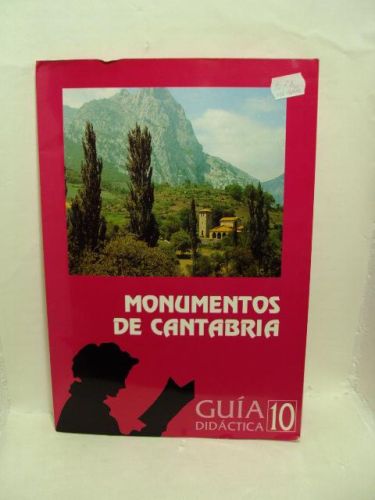 MONUMENTOS
DE CANTABRIA
GUÍA
DIDÁCTICA 10